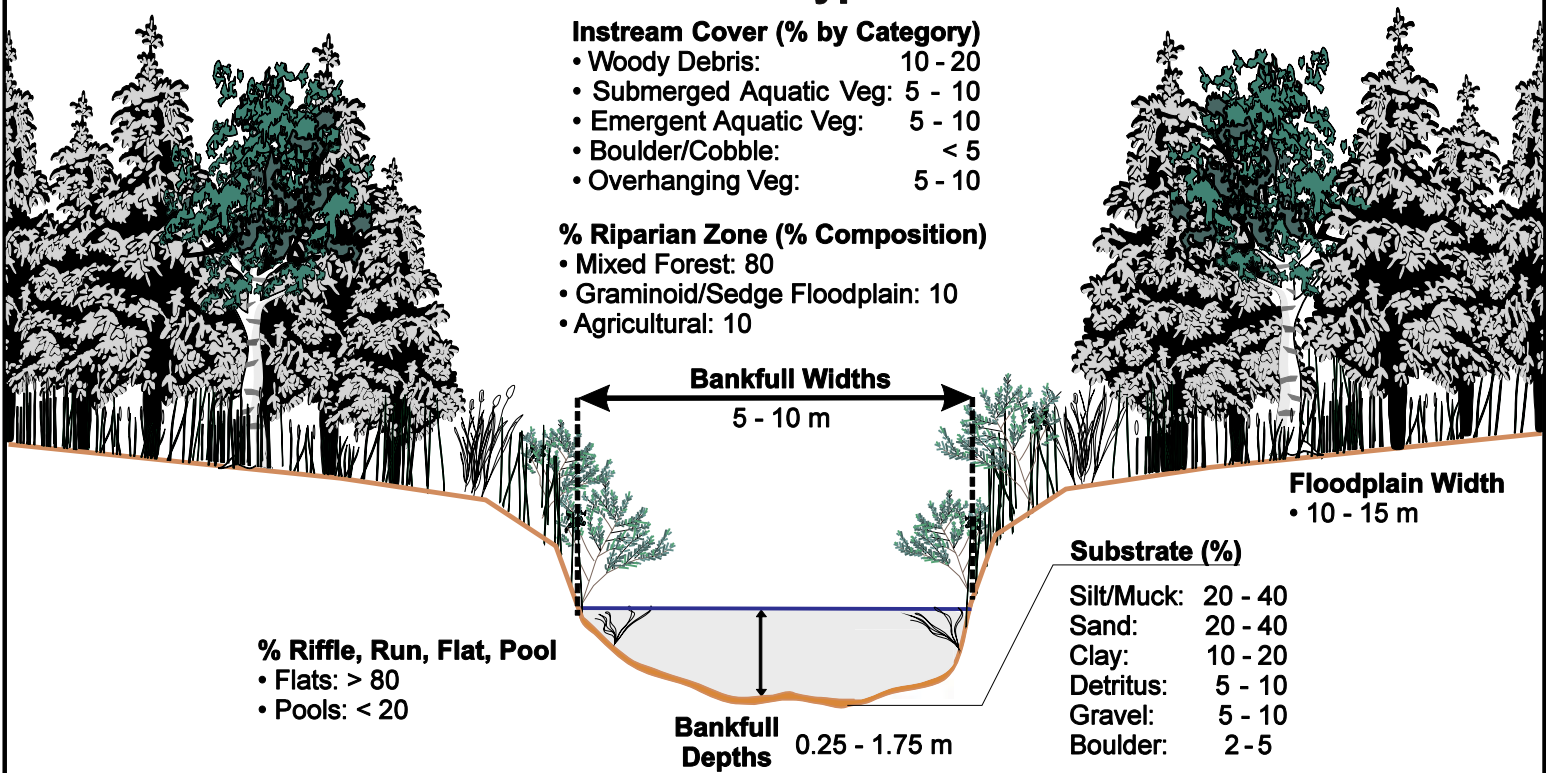 Instream Cover (% by Category)
• Woody Debris: 10 - 20
• Submerged Aquatic Veg: 5 - 10
• Emergent Aquatic Veg: 5 - 10
• Boulder/Cobble: < 5
• Overhanging Veg: 5 - 10
% Riparian Zone (% Composition)
• Mixed Forest: 80
• Graminoid/Sedge Floodplain: 10
• Agricultural: 10
Bankfull Widths
5 - 10 m
Floodplain Width
• 10 - 15 m
Substrate (%)
Silt/Muck: 20 - 40
Sand: 20 - 40
Clay: 10 - 20
Detritus: 5 - 10
Gravel: 5 - 10
Boulder: 2 - 5
% Riffle, Run, Flat, Pool
• Flats: > 80
• Pools: < 20
Bankfull
Depths 0.25 - 1.75 m